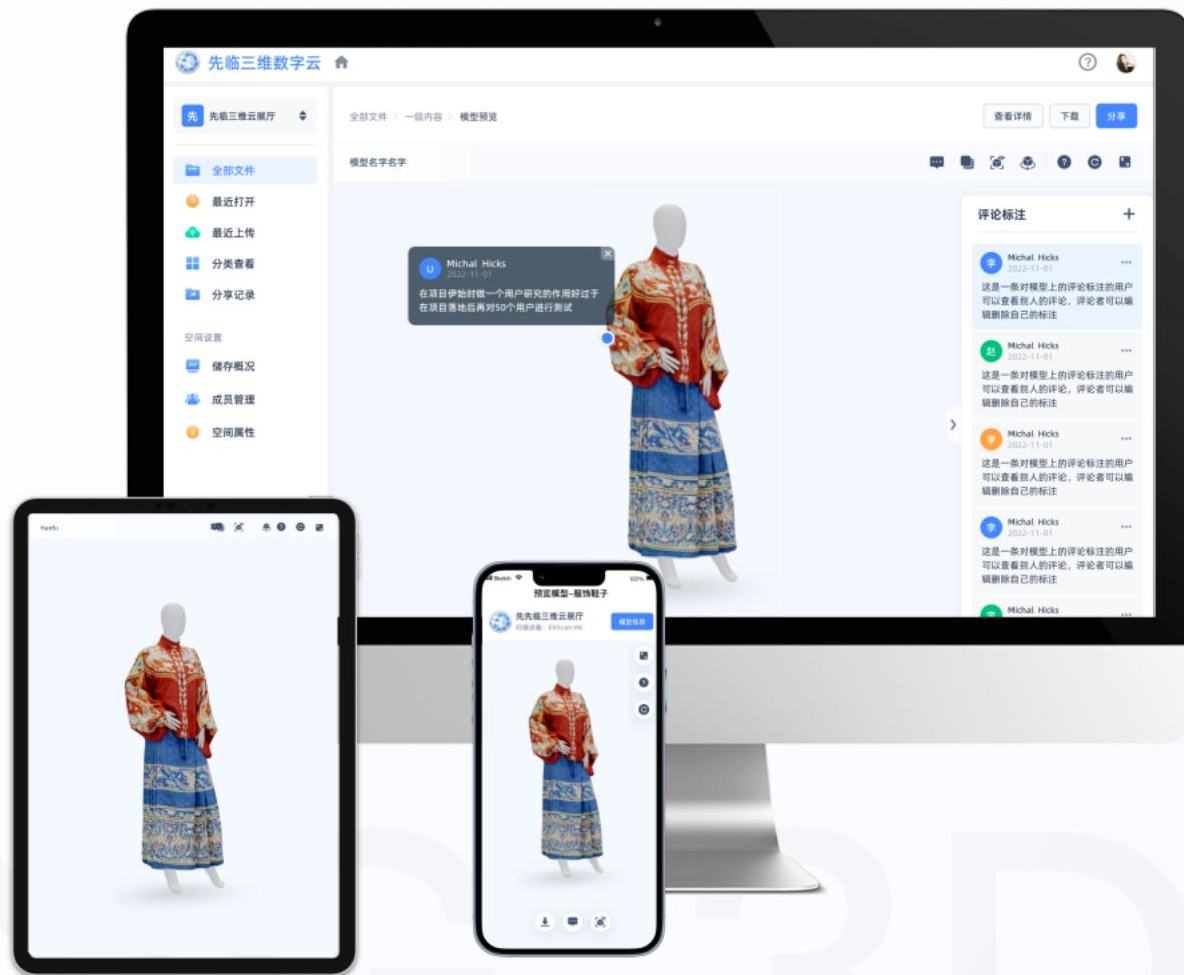 先临三维数字云
先 先临三维云展厅
全部文件
最近打开
最近上传
分类查看
分享记录
空间设置
储存概况
成员管理
空间属性
全部文件 > 一级内容 > 模型预览
查看详情 下载 分享
模型名字名字
U Michal Hicks
2022-11-01
在项目伊始时做一个用户研究的作用好过于
在项目落地后再对50个用户进行测试
评论标注
李 Michal Hicks
2022-11-01
这是一条对模型上的评论标注的用户
可以查看别人的评论，评论者可以编
辑删除自己的标注
赵 Michal Hicks
2022-11-01
这是一条对模型上的评论标注的用户
可以查看别人的评论，评论者可以编
辑删除自己的标注
李 Michal Hicks
2022-11-01
这是一条对模型上的评论标注的用户
可以查看别人的评论，评论者可以编
辑删除自己的标注
李 Michal Hicks
2022-11-01
这是一条对模型上的评论标注的用户
可以查看别人的评论，评论者可以编
辑删除自己的标注
Michal Hicks
Hanfu
Sketch 100%
预览模型-服饰鞋子
先先临三维云展厅
扫描设备：EXScan HX
3D